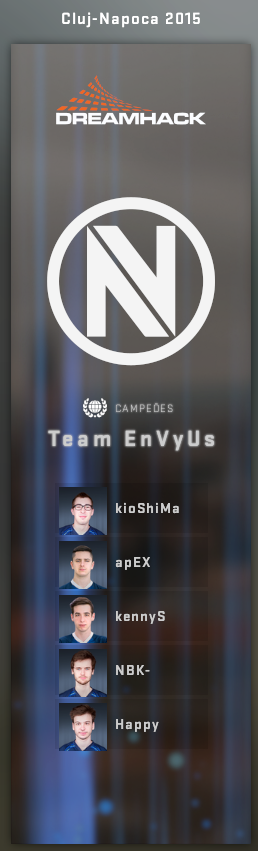 Cluj-Napoca 2015
DREAMHACK
CAMPEÕES
Team EnVyUs
kioShiMa
apEX
kennyS
NBK-
Happy